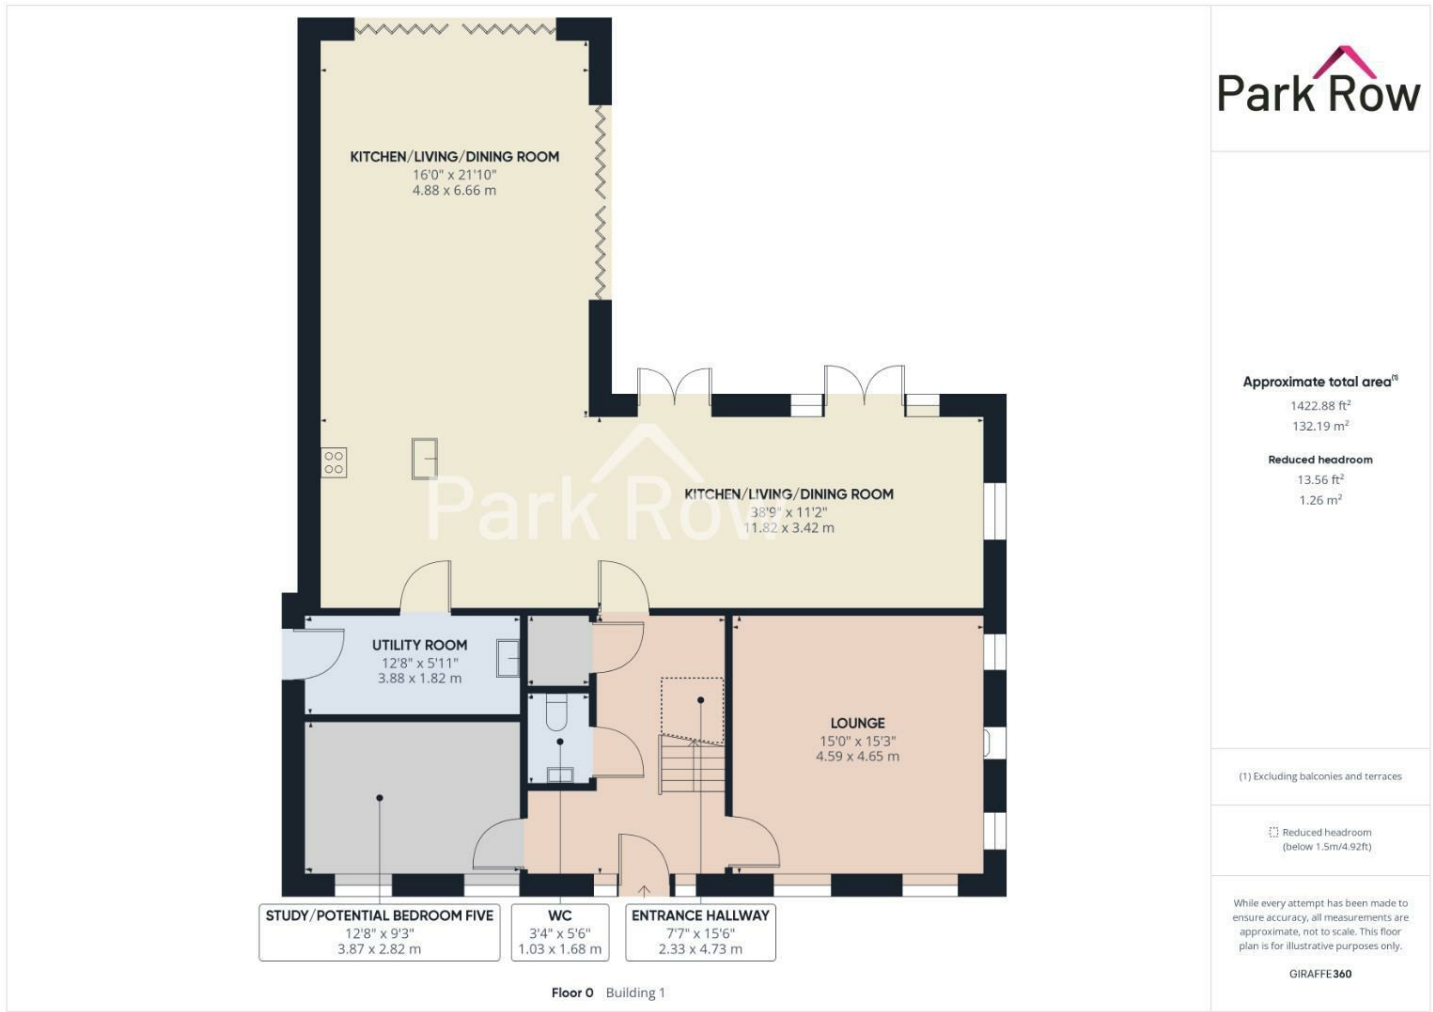 KITCHEN/LIVING/DINING ROOM
16'0" x 21'10"
4.88 x 6.66 m
KITCHEN/LIVING/DINING ROOM
38'9" x 11'2"
11.82 x 3.42 m
Park Row
UTILITY ROOM
12'8" x 5'11"
3.88 x 1.82 m
LOUNGE
15'0" x 15'3"
4.59 x 4.65 m
STUDY/POTENTIAL BEDROOM FIVE
12'8" x 9'3"
3.87 x 2.82 m
WC
3'4" x 5'6"
1.03 x 1.68 m
ENTRANCE HALLWAY
7'7" x 15'6"
2.33 x 4.73 m
Floor 0 Building 1
Park Row
Approximate total area(1)
1422.88 ft²
132.19 m²
Reduced headroom
13.56 ft²
1.26 m²
(1) Excluding balconies and terraces
Reduced headroom
(below 1.5m/4.92ft)
While every attempt has been made to
ensure accuracy, all measurements are
approximate, not to scale. This floor
plan is for illustrative purposes only.
GIRAFFE360